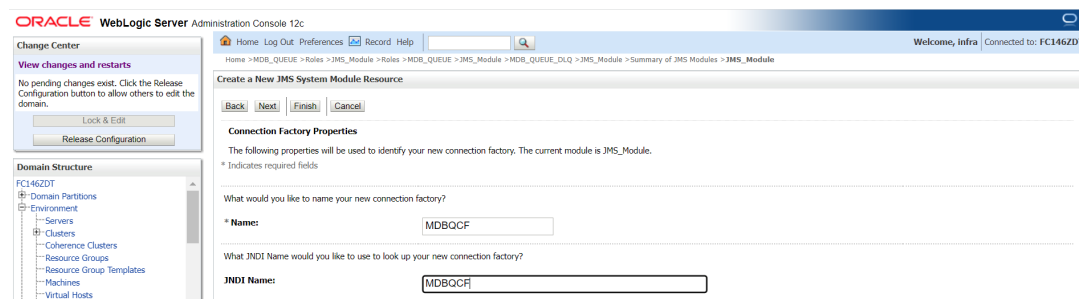 ORACLE WebLogic Server Administration Console 12c
Change Center
View changes and restarts
No pending changes exist. Click the Release
Configuration button to allow others to edit the
domain.
Lock & Edit
Release Configuration
Domain Structure
FC146ZDT
Domain Partitions
Environment
Servers
Clusters
Coherence Clusters
Resource Groups
Resource Group Templates
Machines
Virtual Hosts
Home Log Out Preferences Record Help
Welcome, infra Connected to: FC146ZD
Home >MDB_QUEUE >Roles >JMS_Module >Roles >MDB_QUEUE >JMS_Module >MDB_QUEUE_DLQ >JMS_Module >Summary of JMS Modules >JMS_Module
Create a New JMS System Module Resource
Back Next Finish Cancel
Connection Factory Properties
The following properties will be used to identify your new connection factory. The current module is JMS_Module.
* Indicates required fields
What would you like to name your new connection factory?
* Name: MDBQCF
What JNDI Name would you like to use to look up your new connection factory?
JNDI Name: MDBQCF